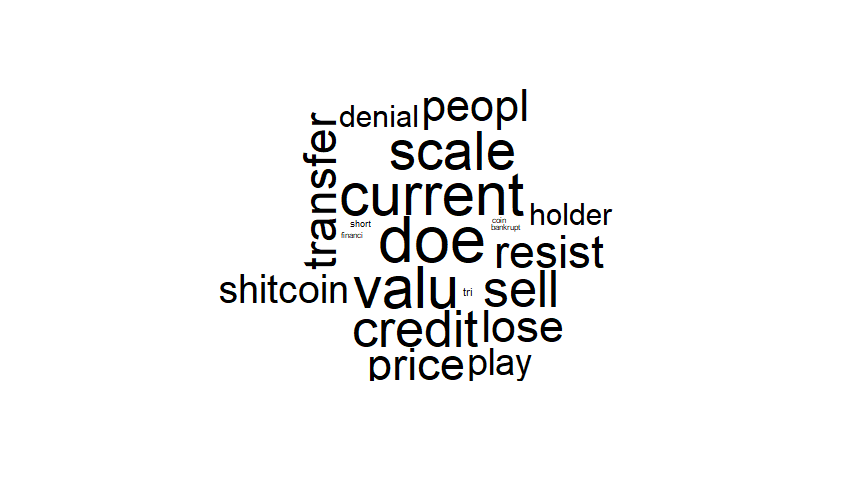 denial peopl
scale
transfer
current
holder
short
coin
financi
doe
bankrupt
resist
shitcoin
valu
tri
sell
credit
lose
price
play